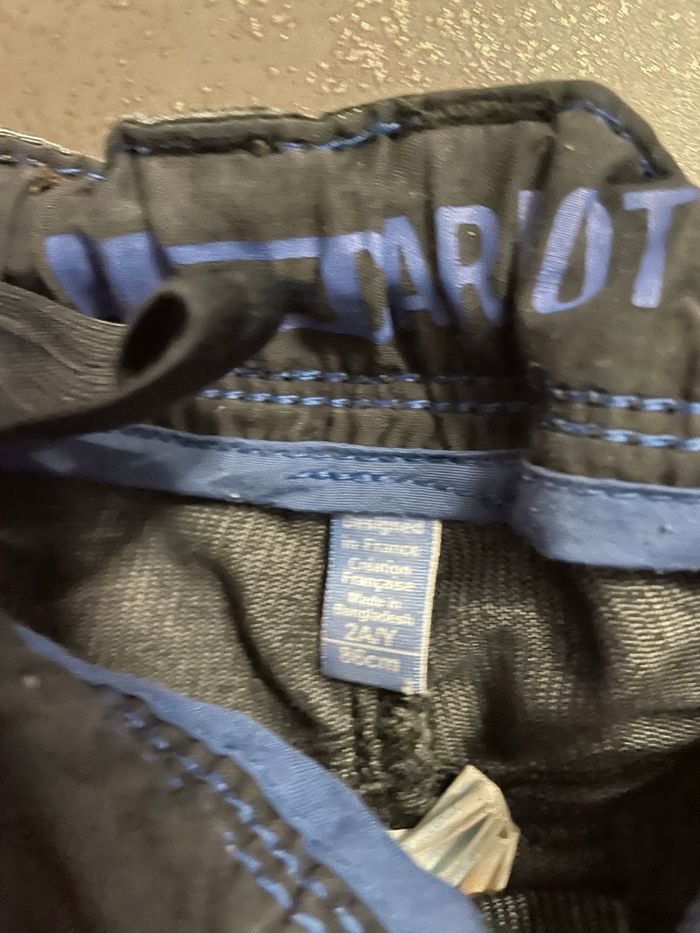 Designed
in France
Création
Française
Made in
Bangladesh
2A/Y
86cm